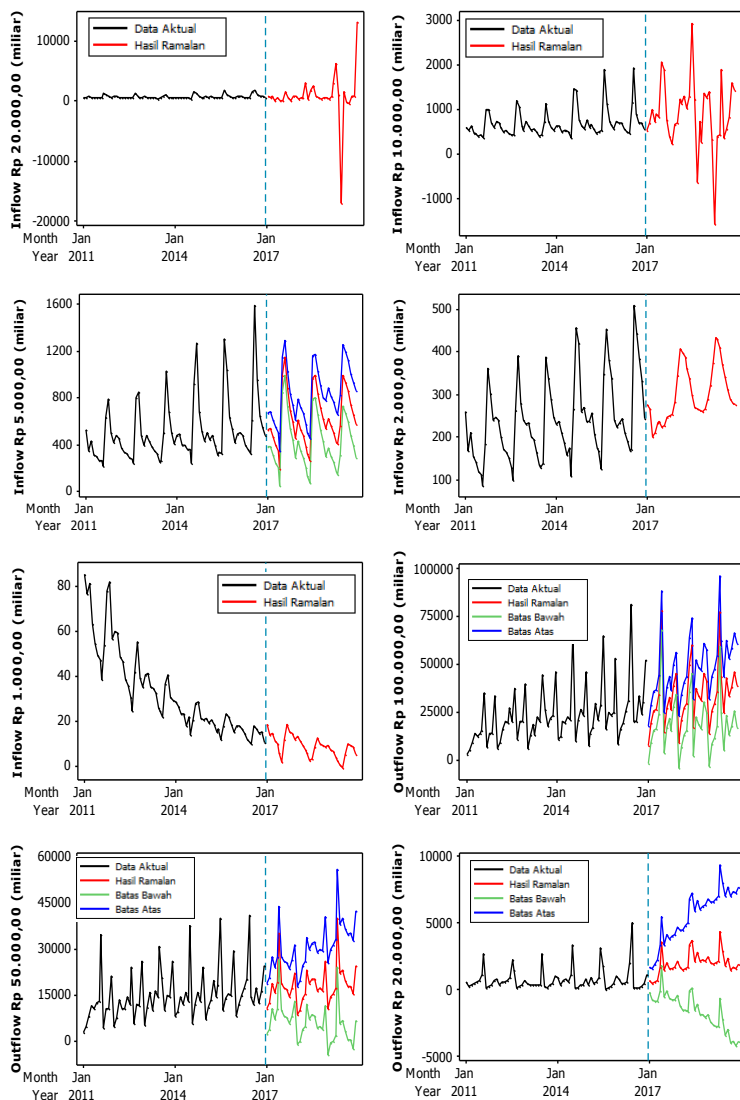 Inflow Rp 20.000,00 (miliar)
10000
0
-10000
-20000
Data Aktual
Hasil Ramalan
Month
Year
Jan
2011
Jan
2014
Jan
2017
Inflow Rp 10.000,00 (miliar)
3000
2000
1000
0
-1000
Data Aktual
Hasil Ramalan
Month
Year
Jan
2011
Jan
2014
Jan
2017
Inflow Rp 5.000,00 (miliar)
1600
1200
800
400
0
Month
Year
Jan
2011
Jan
2014
Jan
2017
Inflow Rp 2.000,00 (miliar)
500
400
300
200
100
Month
Year
Jan
2011
Jan
2014
Jan
2017
Inflow Rp 1.000,00 (miliar)
80
60
40
20
0
Data Aktual
Hasil Ramalan
Month
Year
Jan
2011
Jan
2014
Jan
2017
Outflow Rp 100.000,00 (miliar)
100000
75000
50000
25000
0
Data Aktual
Hasil Ramalan
Batas Bawah
Batas Atas
Month
Year
Jan
2011
Jan
2014
Jan
2017
Outflow Rp 50.000,00 (miliar)
60000
45000
30000
15000
0
Data Aktual
Hasil Ramalan
Batas Bawah
Batas Atas
Month
Year
Jan
2011
Jan
2014
Jan
2017
Outflow Rp 20.000,00 (miliar)
10000
5000
0
-5000
Data Aktual
Hasil Ramalan
Batas Bawah
Batas Atas
Month
Year
Jan
2011
Jan
2014
Jan
2017